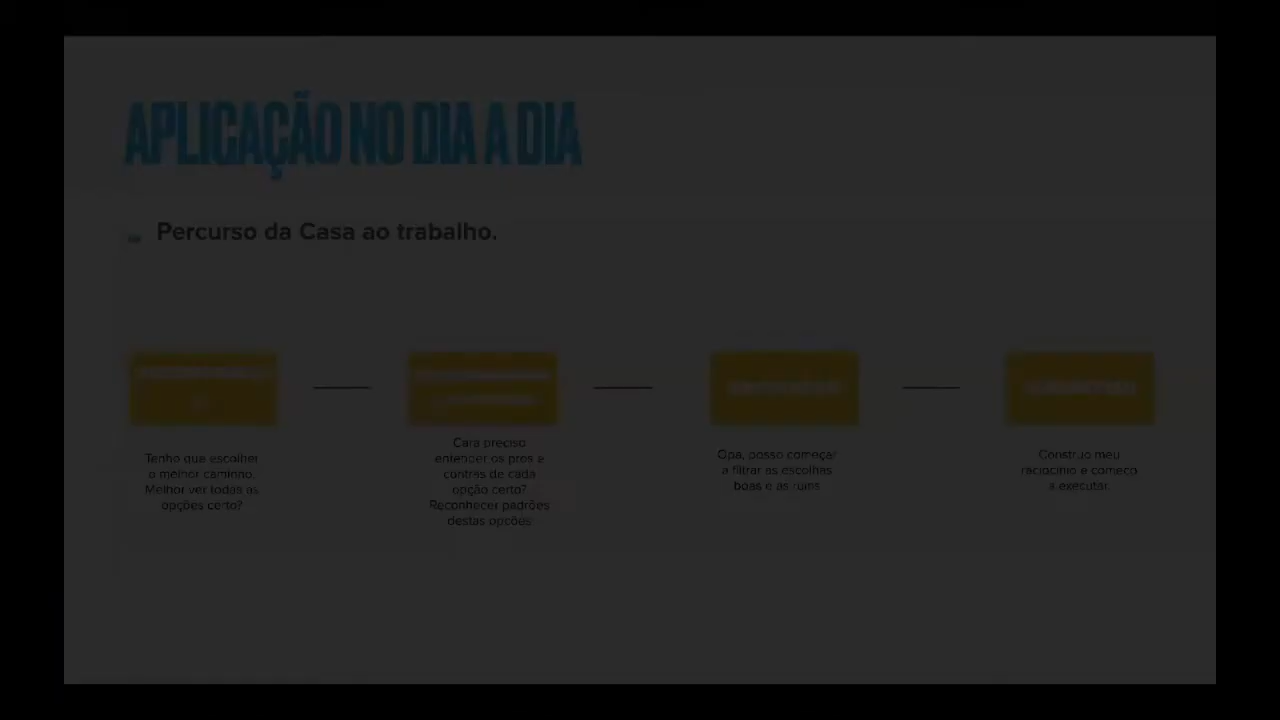 APLICAÇÃO NO DIA A DIA
Percurso da Casa ao trabalho.
Tenho que escolher
o melhor caminho.
Melhor ver todas as
opções certo?
Cara preciso
entender os pros e
contras de cada
opção certo?
Reconhecer padrões
destas opções
Opa, posso começar
a filtrar as escolhas
boas e as ruins
Construo meu
raciocinio e começo
a executar.